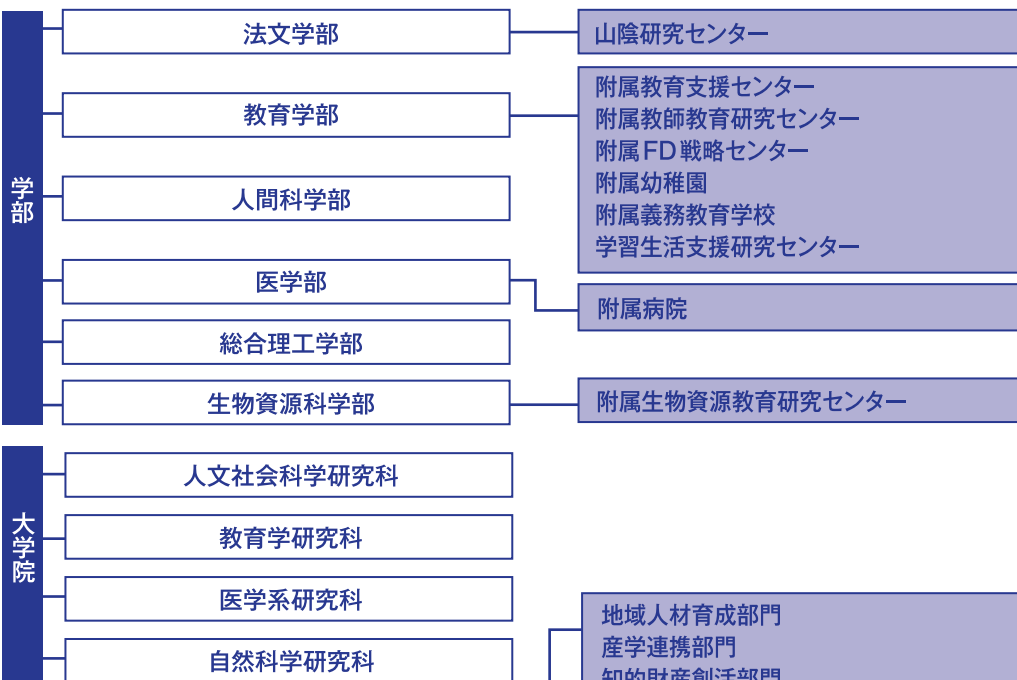 学部
法文学部
山陰研究センター
教育学部
附属教育支援センター
附属教師教育研究センター
附属FD戦略センター
附属幼稚園
附属義務教育学校
学習生活支援研究センター
人間科学部
医学部
附属病院
総合理工学部
生物資源科学部
附属生物資源教育研究センター
大学院
人文社会科学研究科
教育学研究科
医学系研究科
自然科学研究科
地域人材育成部門
産学連携部門
知的財産創活部門